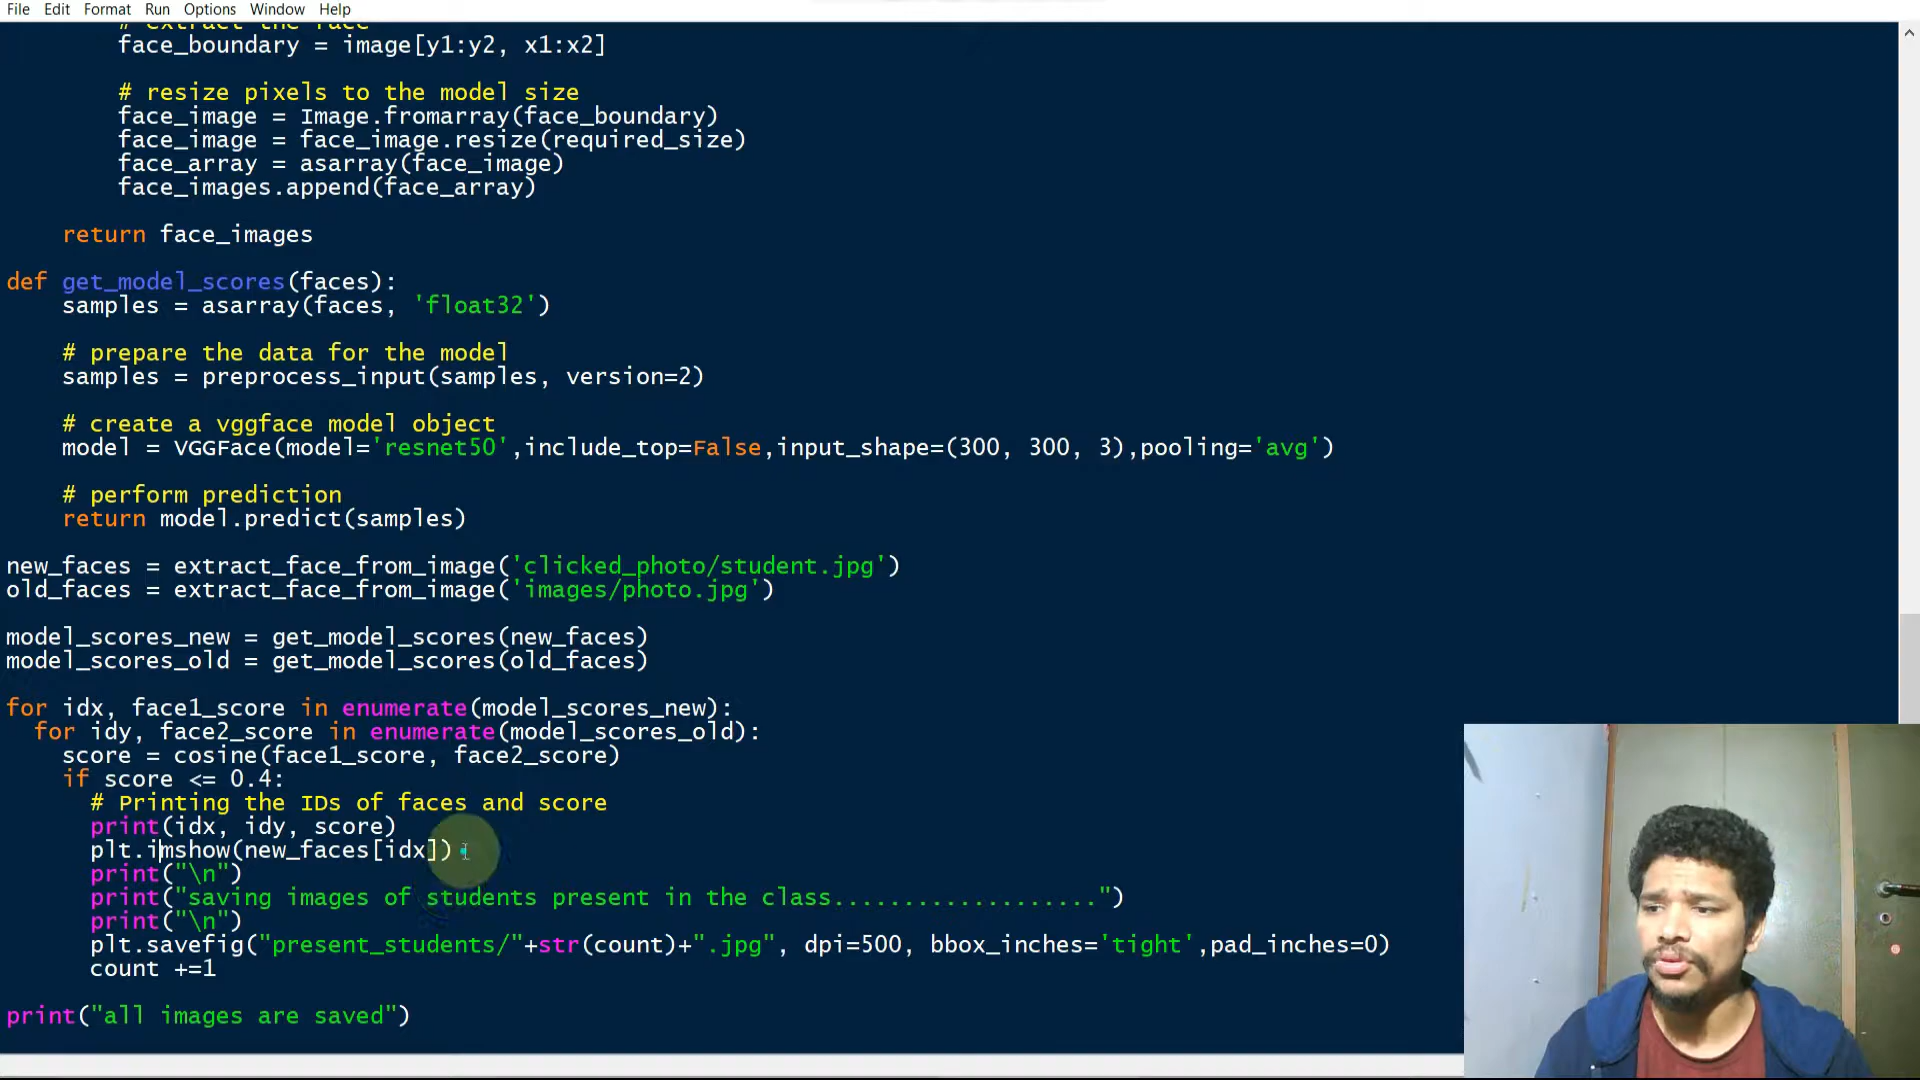 File Edit Format Run Options Window Help
# extract the face
face_boundary = image[y1:y2, x1:x2]
# resize pixels to the model size
face_image = Image.fromarray(face_boundary)
face_image = face_image.resize(required_size)
face_array = asarray(face_image)
face_images.append(face_array)
return face_images
def get_model_scores(faces):
samples = asarray(faces, 'float32')
# prepare the data for the model
samples = preprocess_input(samples, version=2)
# create a vggface model object
model = VGGFace(model='resnet50',include_top=False,input_shape=(300, 300, 3),pooling='avg')
# perform prediction
return model.predict(samples)
new_faces = extract_face_from_image('clicked_photo/student.jpg')
old_faces = extract_face_from_image('images/photo.jpg')
model_scores_new = get_model_scores(new_faces)
model_scores_old = get_model_scores(old_faces)
for idx, face1_score in enumerate(model_scores_new):
for idy, face2_score in enumerate(model_scores_old):
score = cosine(face1_score, face2_score)
if score <= 0.4:
# Printing the IDs of faces and score
print(idx, idy, score)
plt.imshow(new_faces[idx])
print("\n")
print("saving images of students present in the class...................")
print("\n")
plt.savefig("present_students/"+str(count)+".jpg", dpi=500, bbox_inches='tight',pad_inches=0)
count +=1
print("all images are saved")